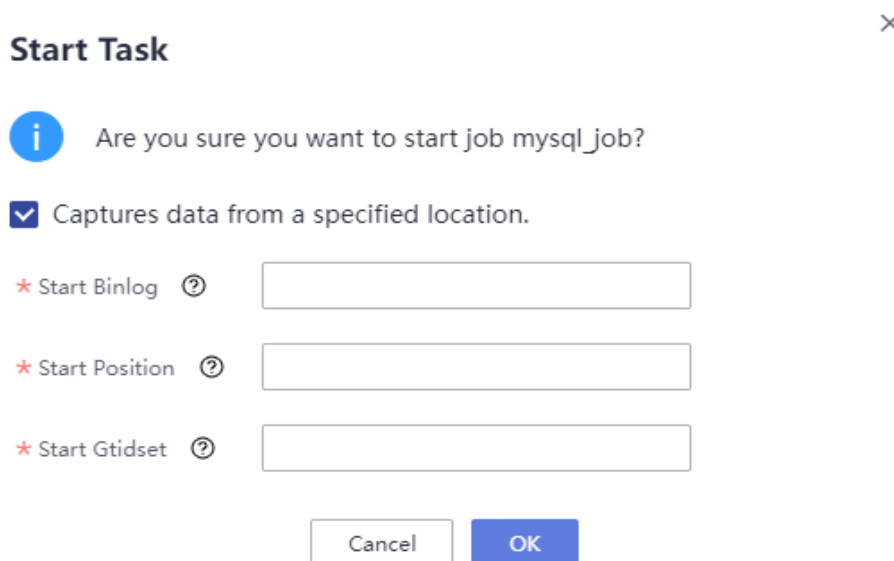 Start Task
Are you sure you want to start job mysql_job?
Captures data from a specified location.
* Start Binlog
* Start Position
* Start Gtidset
Cancel OK